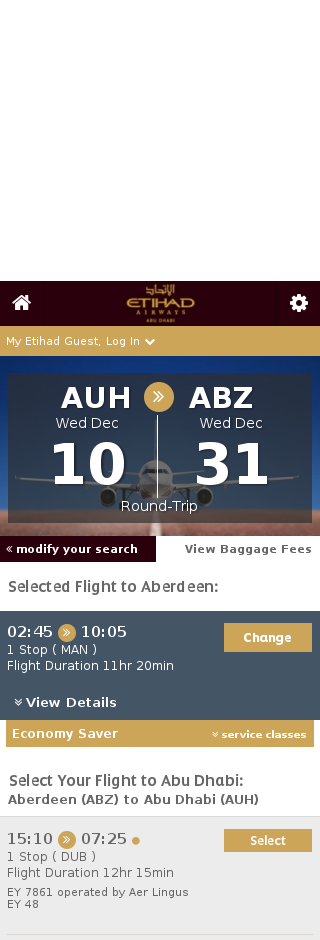 الإتحاد
ETIHAD
AIRWAYS
ABU DHABI
My Etihad Guest, Log In
AUH ABZ
Wed Dec Wed Dec
10 31
Round-Trip
« modify your search View Baggage Fees
Selected Flight to Aberdeen:
02:45 10:05
1 Stop ( MAN )
Flight Duration 11hr 20min
Change
View Details
Economy Saver service classes
Select Your Flight to Abu Dhabi:
Aberdeen (ABZ) to Abu Dhabi (AUH)
15:10 07:25
1 Stop ( DUB )
Flight Duration 12hr 15min
EY 7861 operated by Aer Lingus
EY 48
Select